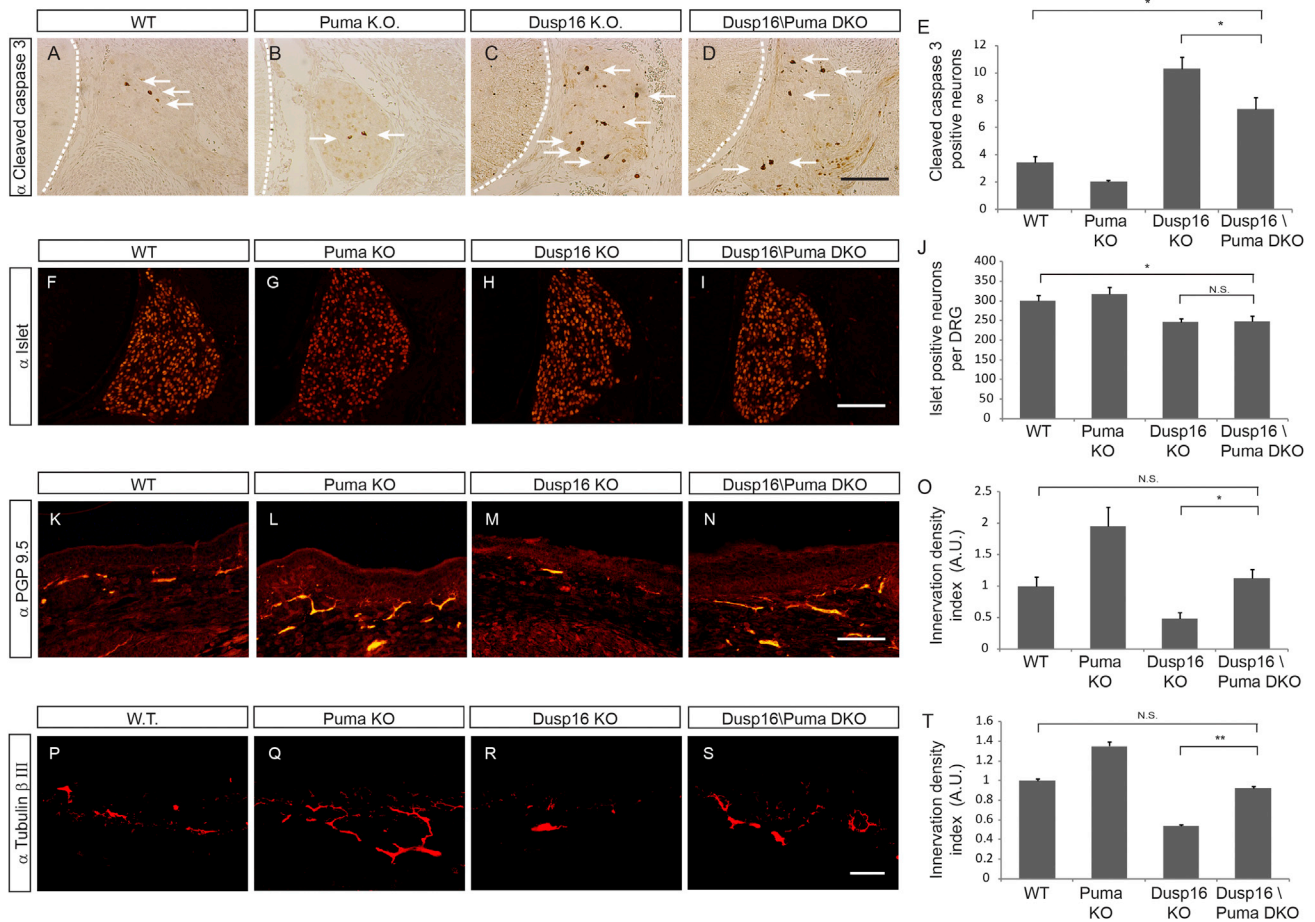 WT
Puma K.O.
Dusp16 K.O.
Dusp16\Puma DKO
α Cleaved caspase 3
A
B
C
D
E
*
*
Cleaved caspase 3
positive neurons
12
10
8
6
4
2
0
WT
Puma
KO
Dusp16
KO
Dusp16 \
Puma DKO
WT
Puma KO
Dusp16 KO
Dusp16\Puma DKO
α Islet
F
G
H
I
J
*
N.S.
Islet positive neurons
per DRG
400
350
300
250
200
150
100
50
0
WT
Puma
KO
Dusp16
KO
Dusp16 \
Puma DKO
WT
Puma KO
Dusp16 KO
Dusp16\Puma DKO
α PGP 9.5
K
L
M
N
O
N.S.
*
Innervation density
index (A.U.)
2.5
2
1.5
1
0.5
0
WT
Puma
KO
Dusp16
KO
Dusp16 \
Puma DKO
W.T.
Puma KO
Dusp16 KO
Dusp16\Puma DKO
α Tubulin β III
P
Q
R
S
T
N.S.
**
Innervation density
index (A.U.)
1.6
1.4
1.2
1
0.8
0.6
0.4
0.2
0
WT
Puma
KO
Dusp16
KO
Dusp16 \
Puma DKO